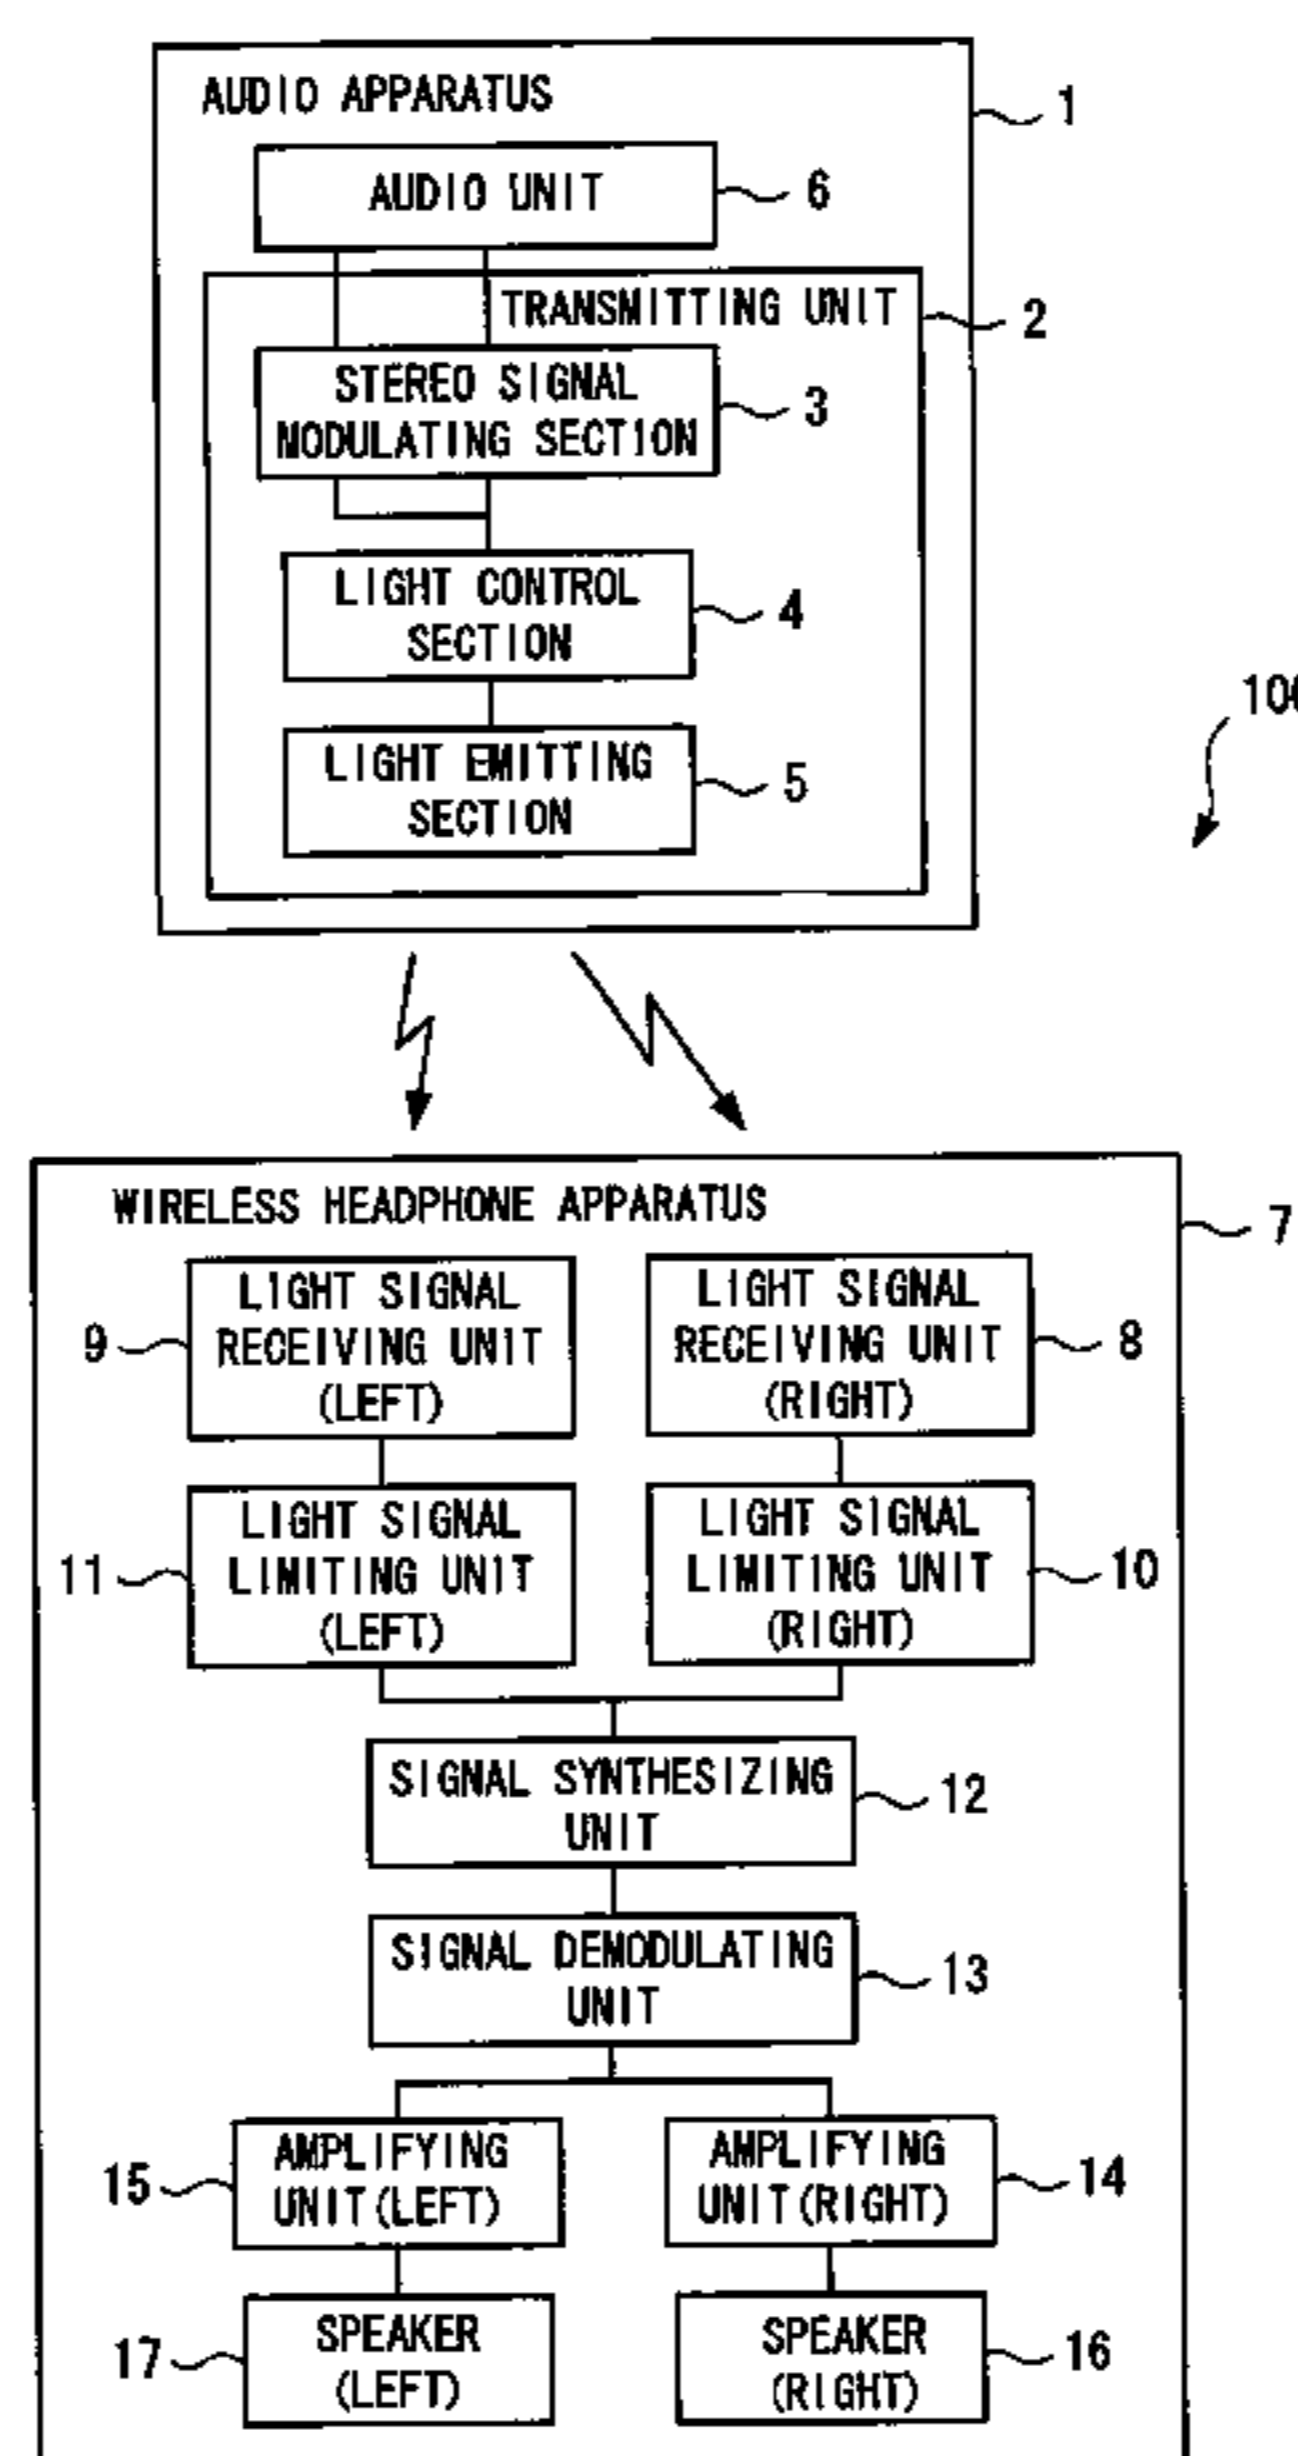 AUDIO APPARATUS
1
AUDIO UNIT
6
TRANSMITTING UNIT
2
STEREO SIGNAL
MODULATING SECTION
3
LIGHT CONTROL
SECTION
4
100
LIGHT EMITTING
SECTION
5
WIRELESS HEADPHONE APPARATUS
7
LIGHT SIGNAL
RECEIVING UNIT
(LEFT)
9
LIGHT SIGNAL
RECEIVING UNIT
(RIGHT)
8
LIGHT SIGNAL
LIMITING UNIT
(LEFT)
11
LIGHT SIGNAL
LIMITING UNIT
(RIGHT)
10
SIGNAL SYNTHESIZING
UNIT
12
SIGNAL DEMODULATING
UNIT
13
AMPLIFYING
UNIT(LEFT)
15
AMPLIFYING
UNIT(RIGHT)
14
SPEAKER
(LEFT)
17
SPEAKER
(RIGHT)
16